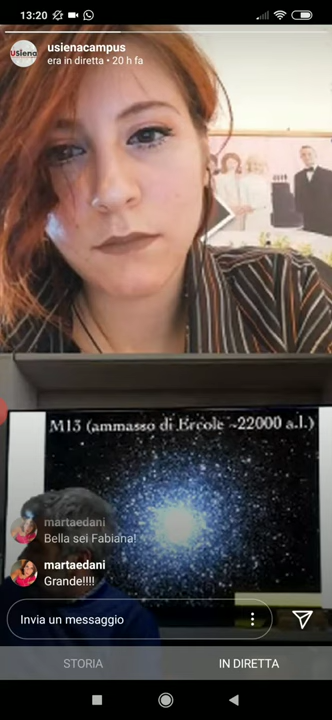 13:20
USiena
usienacampus
era in diretta • 20 h fa
M13 (ammasso di Ercole ~22000 a.l.)
martaedani
Bella sei Fabiana!
martaedani
Grande!!!!
Invia un messaggio
STORIA
IN DIRETTA